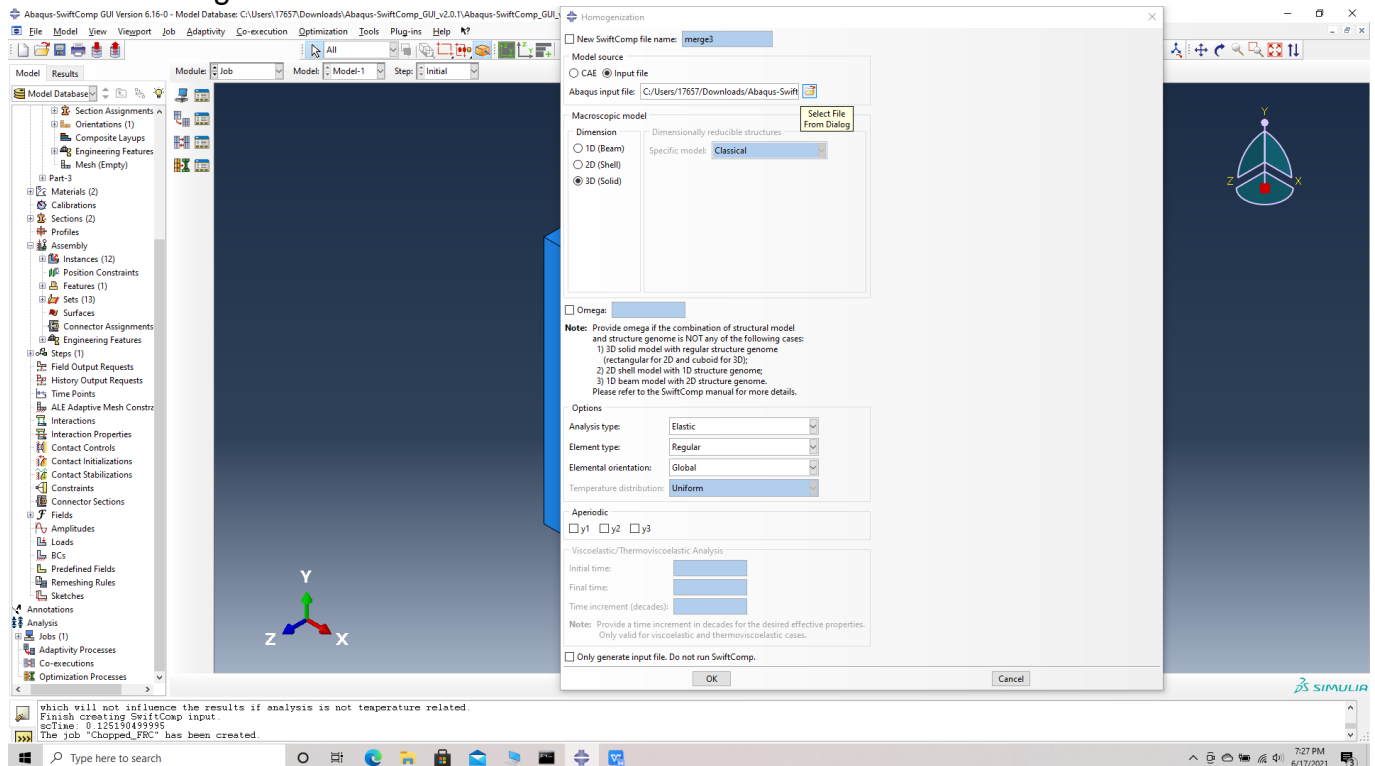 Abaqus-SwiftComp GUI Version 6.16-0 - Model Database: C:\Users\17657\Downloads\Abaqus-SwiftComp_GUI_v2.0.1\Abaqus-SwiftComp_GUI_
File Model View Viewport Job Adaptivity Co-execution Optimization Tools Plug-ins Help
All
Model Results
Module: Job Model: Model-1 Step: Initial
Model Database
Section Assignments
Orientations (1)
Composite Layups
Engineering Features
Mesh (Empty)
Part-3
Materials (2)
Calibrations
Sections (2)
Profiles
Assembly
Instances (12)
Position Constraints
Features (1)
Sets (13)
Surfaces
Connector Assignments
Engineering Features
Steps (1)
Field Output Requests
History Output Requests
Time Points
ALE Adaptive Mesh Constra
Interactions
Interaction Properties
Contact Controls
Contact Initializations
Contact Stabilizations
Constraints
Connector Sections
Fields
Amplitudes
Loads
BCs
Predefined Fields
Remeshing Rules
Sketches
Annotations
Analysis
Jobs (1)
Adaptivity Processes
Co-executions
Optimization Processes
Y
Z X
Homogenization
New SwiftComp file name: merge3
Model source
CAE Input file
Abaqus input file: C:/Users/17657/Downloads/Abaqus-Swift
Select File
From Dialog
Macroscopic model
Dimension
1D (Beam)
2D (Shell)
3D (Solid)
Dimensionally reducible structures
Specific model: Classical
Omega:
Note: Provide omega if the combination of structural model
and structure genome is NOT any of the following cases:
1) 3D solid model with regular structure genome
(rectangular for 2D and cuboid for 3D);
2) 2D shell model with 1D structure genome;
3) 1D beam model with 2D structure genome.
Please refer to the SwiftComp manual for more details.
Options
Analysis type: Elastic
Element type: Regular
Elemental orientation: Global
Temperature distribution: Uniform
Aperiodic
y1 y2 y3
Viscoelastic/Thermoviscoelastic Analysis
Initial time:
Final time:
Time increment (decades):
Note: Provide a time increment in decades for the desired effective properties.
Only valid for viscoelastic and thermoviscoelastic cases.
Only generate input file. Do not run SwiftComp.
OK Cancel
Y
Z X
SIMULIA
which will not influence the results if analysis is not temperature related.
Finish creating SwiftComp input.
scTime: 0.125190499995
The job "Chopped_FRC" has been created.
Type here to search
7:27 PM
6/17/2021
3